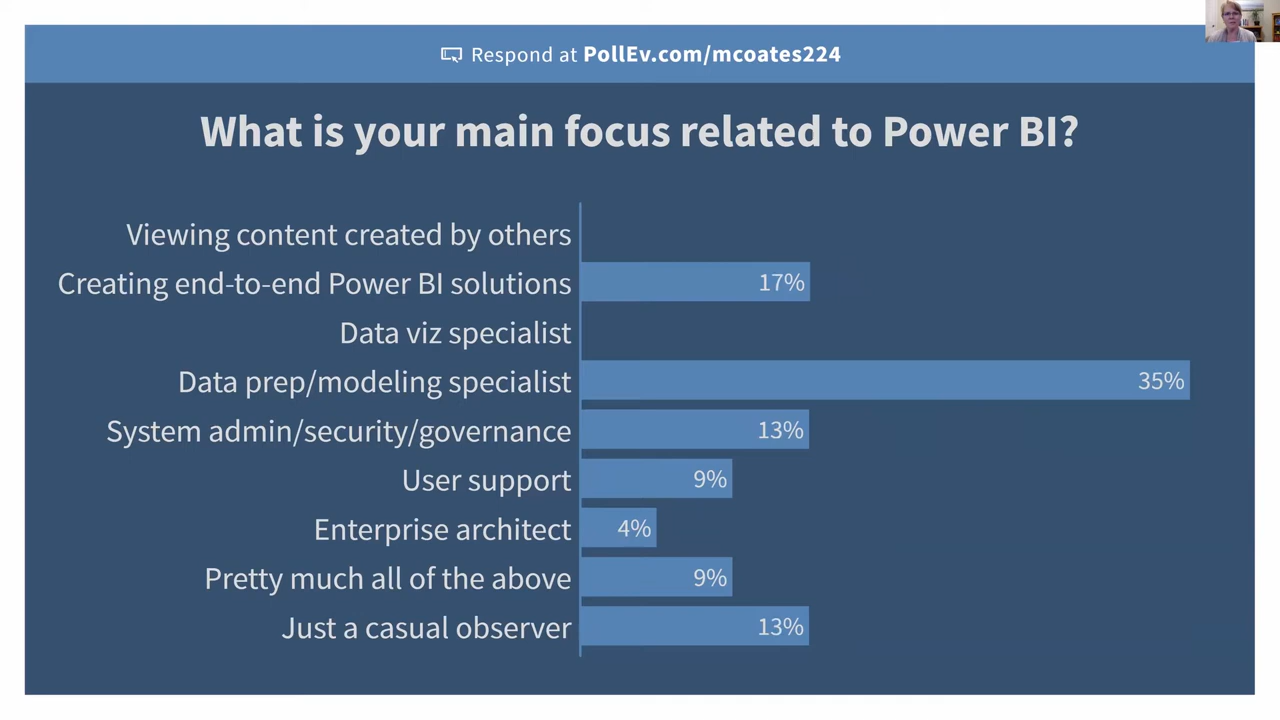 Respond at PollEv.com/mcoates224
What is your main focus related to Power BI?
Viewing content created by others
Creating end-to-end Power BI solutions 17%
Data viz specialist
Data prep/modeling specialist 35%
System admin/security/governance 13%
User support 9%
Enterprise architect 4%
Pretty much all of the above 9%
Just a casual observer 13%